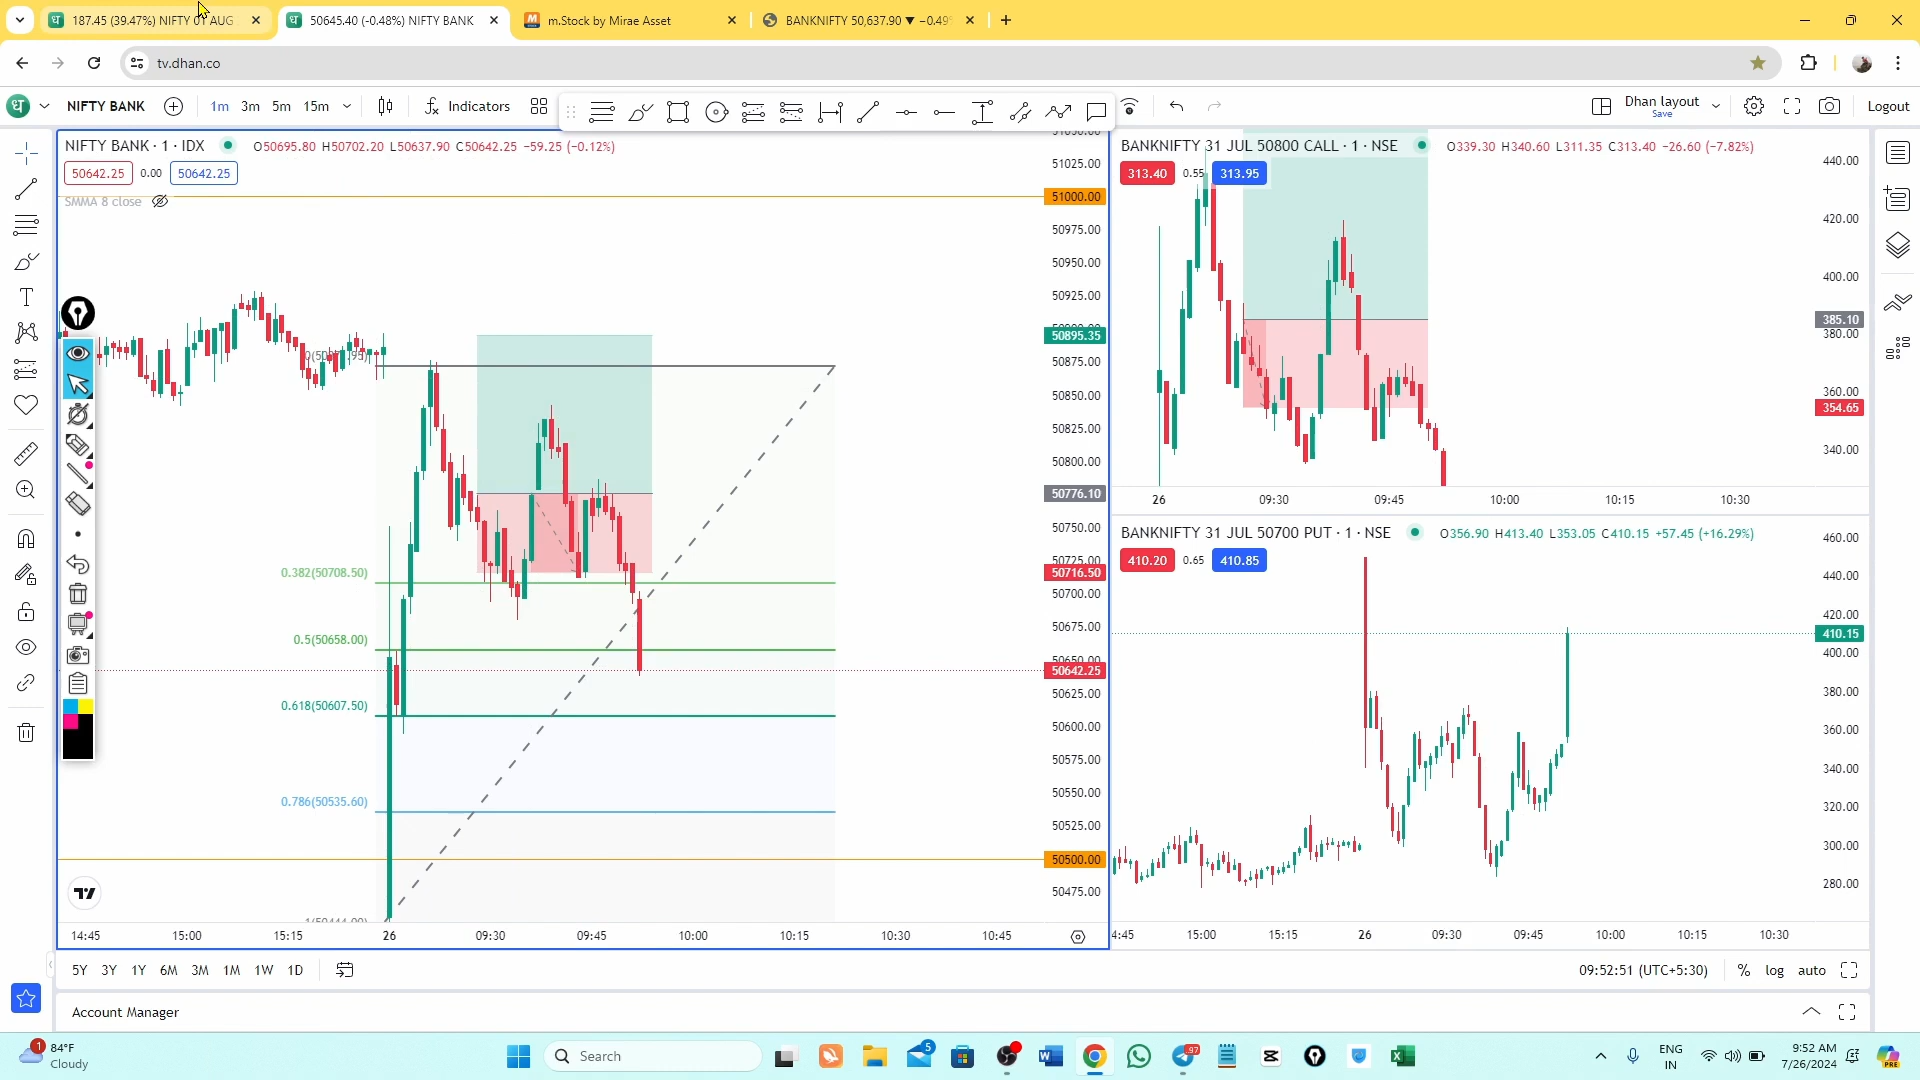 187.45 (39.47%) NIFTY 01 AUG
50645.40 (-0.48%) NIFTY BANK
m.Stock by Mirae Asset
BANKNIFTY 50,637.90 ▼ −0.49
tv.dhan.co
NIFTY BANK
1m 3m 5m 15m
Indicators
Dhan layout
Save
Logout
NIFTY BANK · 1 · IDX
O50695.80 H50702.20 L50637.90 C50642.25 −59.25 (−0.12%)
50642.25 0.00 50642.25
SMMA 8 close
51025.00
51000.00
50975.00
50950.00
50925.00
50895.35
50875.00
50850.00
50825.00
50800.00
50776.10
50750.00
50725.00
50716.50
50700.00
50675.00
50650.00
50642.25
50625.00
50600.00
50575.00
50550.00
50525.00
50500.00
50475.00
0.382(50708.50)
0.5(50658.00)
0.618(50607.50)
0.786(50535.60)
1(50444.00)
14:45 15:00 15:15 26 09:30 09:45 10:00 10:15 10:30 10:45
BANKNIFTY 31 JUL 50800 CALL · 1 · NSE
O339.30 H340.60 L311.35 C313.40 −26.60 (−7.82%)
313.40 0.55 313.95
440.00
420.00
400.00
385.10
380.00
360.00
354.65
340.00
26 09:30 09:45 10:00 10:15 10:30
BANKNIFTY 31 JUL 50700 PUT · 1 · NSE
O356.90 H413.40 L353.05 C410.15 +57.45 (+16.29%)
410.20 0.65 410.85
460.00
440.00
420.00
410.15
400.00
380.00
360.00
340.00
320.00
300.00
280.00
4:45 15:00 15:15 26 09:30 09:45 10:00 10:15 10:30
5Y 3Y 1Y 6M 3M 1M 1W 1D
09:52:51 (UTC+5:30) % log auto
Account Manager
1
84°F
Cloudy
Search
5
97
ENG
IN
9:52 AM
7/26/2024
PRE